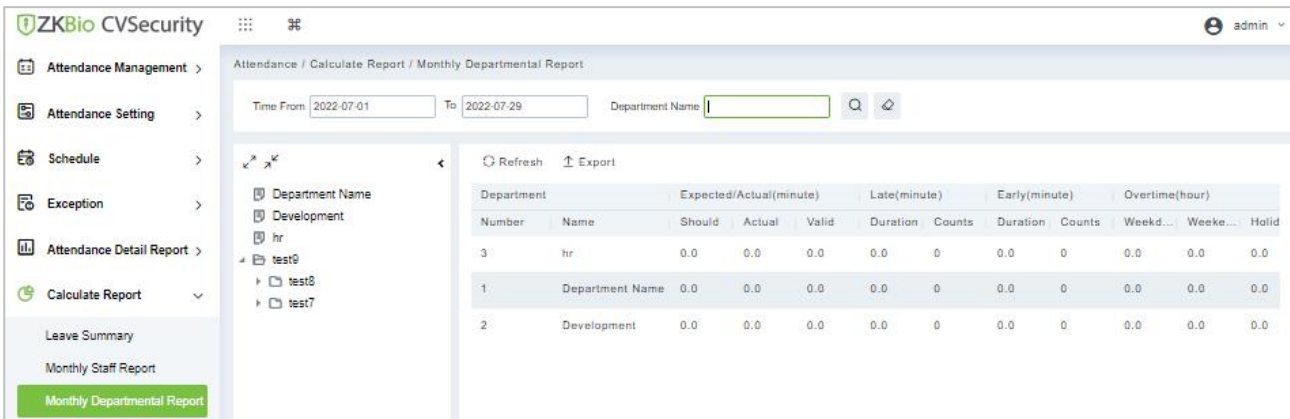 ZKBio CVSecurity
admin
Attendance Management
Attendance Setting
Schedule
Exception
Attendance Detail Report
Calculate Report
Leave Summary
Monthly Staff Report
Monthly Departmental Report
Attendance / Calculate Report / Monthly Departmental Report
Time From 2022-07-01 To 2022-07-29 Department Name
Department Name
Development
hr
test9
test8
test7
Refresh Export
Department Expected/Actual(minute) Late(minute) Early(minute) Overtime(hour)
Number Name Should Actual Valid Duration Counts Duration Counts Weekd... Weeke... Holid
3 hr 0.0 0.0 0.0 0.0 0 0.0 0 0.0 0.0 0.0
1 Department Name 0.0 0.0 0.0 0.0 0 0.0 0 0.0 0.0 0.0
2 Development 0.0 0.0 0.0 0.0 0 0.0 0 0.0 0.0 0.0